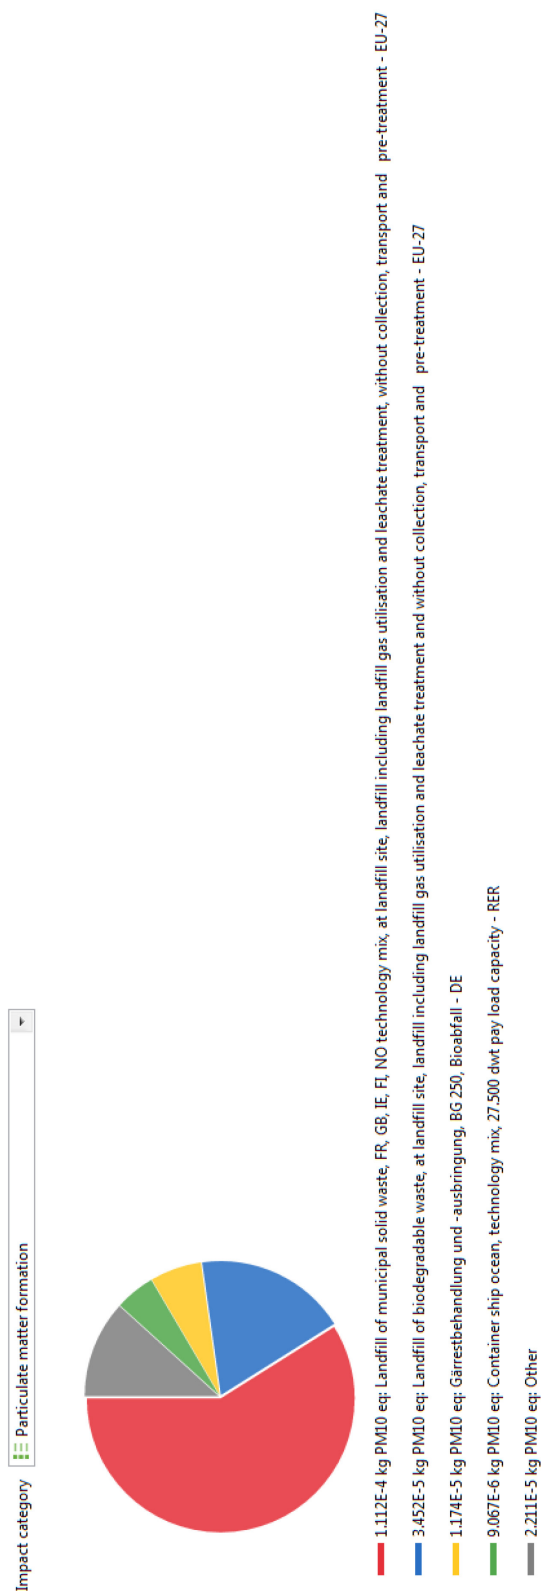 Impact category Particulate matter formation
1.112E-4 kg PM10 eq: Landfill of municipal solid waste, FR, GB, IE, FI, NO technology mix, at landfill site, landfill including landfill gas utilisation and leachate treatment, without collection, transport and pre-treatment - EU-27
3.452E-5 kg PM10 eq: Landfill of biodegradable waste, at landfill site, landfill including landfill gas utilisation and leachate treatment and without collection, transport and pre-treatment - EU-27
1.174E-5 kg PM10 eq: Gärrestbehandlung und -ausbringung, BG 250, Bioabfall - DE
9.067E-6 kg PM10 eq: Container ship ocean, technology mix, 27.500 dwt pay load capacity - RER
2.211E-5 kg PM10 eq: Other